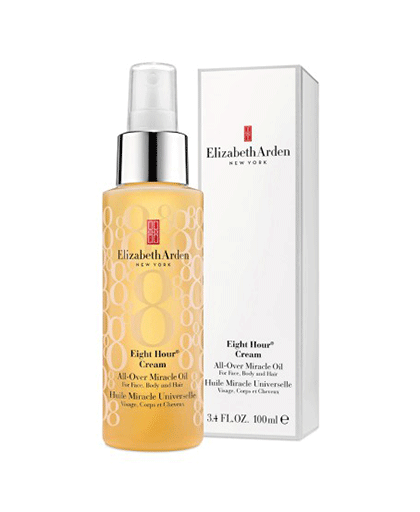 Elizabeth Arden
NEW YORK
Eight Hour®
Cream
All-Over Miracle Oil
For Face, Body and Hair
Huile Miracle Universelle
Visage, Corps et Cheveux
Elizabeth Arden
NEW YORK
Eight Hour®
Cream
All-Over Miracle Oil
For Face, Body and Hair
Huile Miracle Universelle
Visage, Corps et Cheveux
3.4 FL.OZ. 100ml ℮